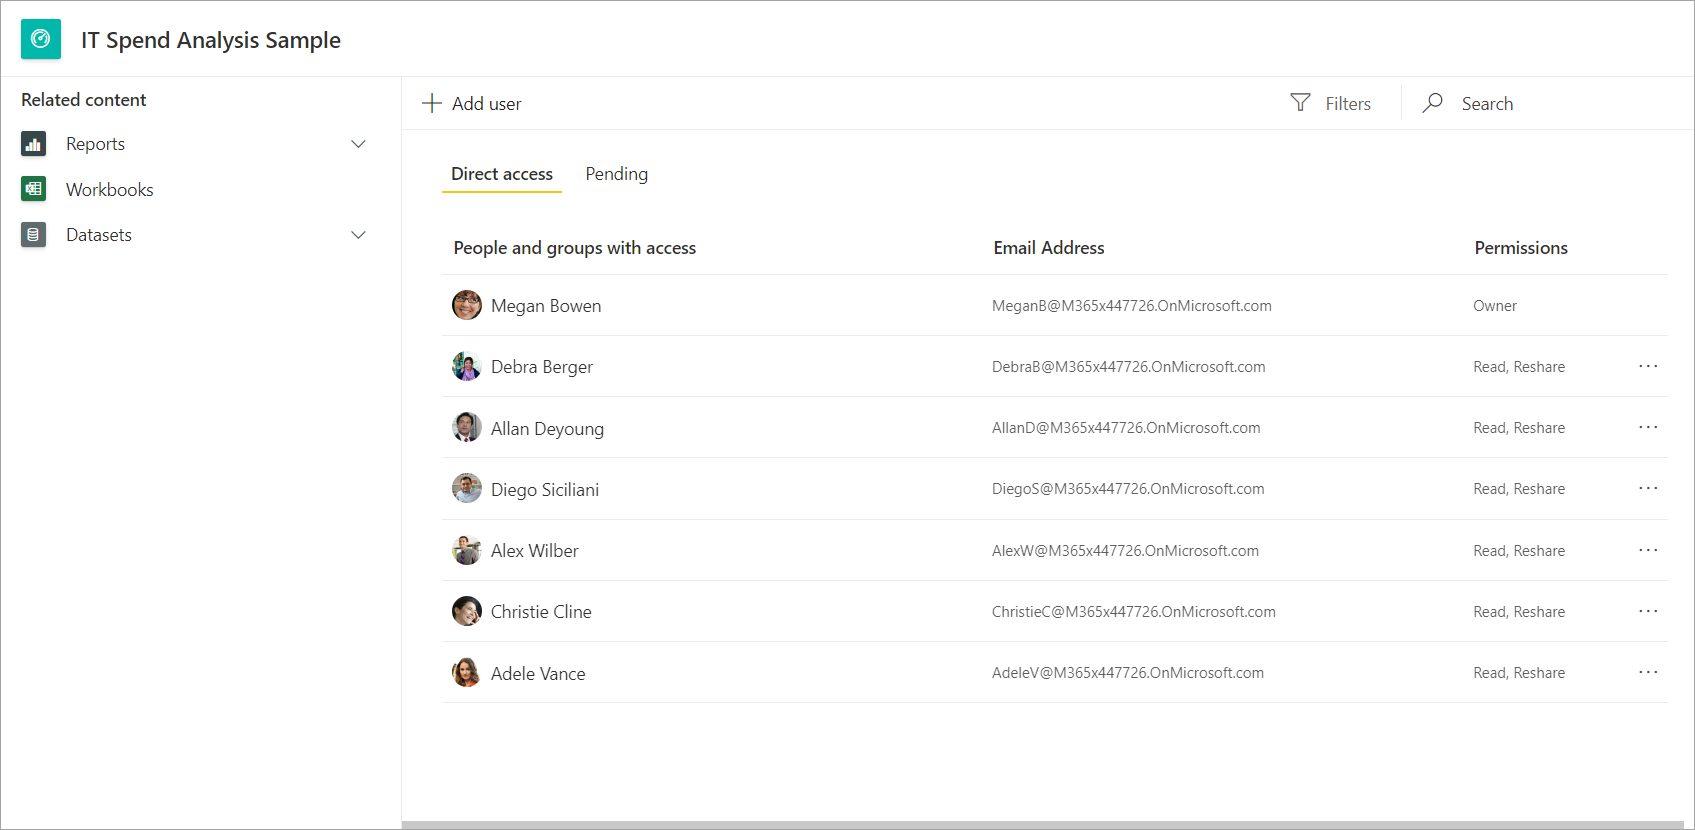 IT Spend Analysis Sample
Related content
Reports
Workbooks
Datasets
Add user
Filters
Search
Direct access
Pending
People and groups with access Email Address Permissions
Megan Bowen MeganB@M365x447726.OnMicrosoft.com Owner
Debra Berger DebraB@M365x447726.OnMicrosoft.com Read, Reshare
Allan Deyoung AllanD@M365x447726.OnMicrosoft.com Read, Reshare
Diego Siciliani DiegoS@M365x447726.OnMicrosoft.com Read, Reshare
Alex Wilber AlexW@M365x447726.OnMicrosoft.com Read, Reshare
Christie Cline ChristieC@M365x447726.OnMicrosoft.com Read, Reshare
Adele Vance AdeleV@M365x447726.OnMicrosoft.com Read, Reshare